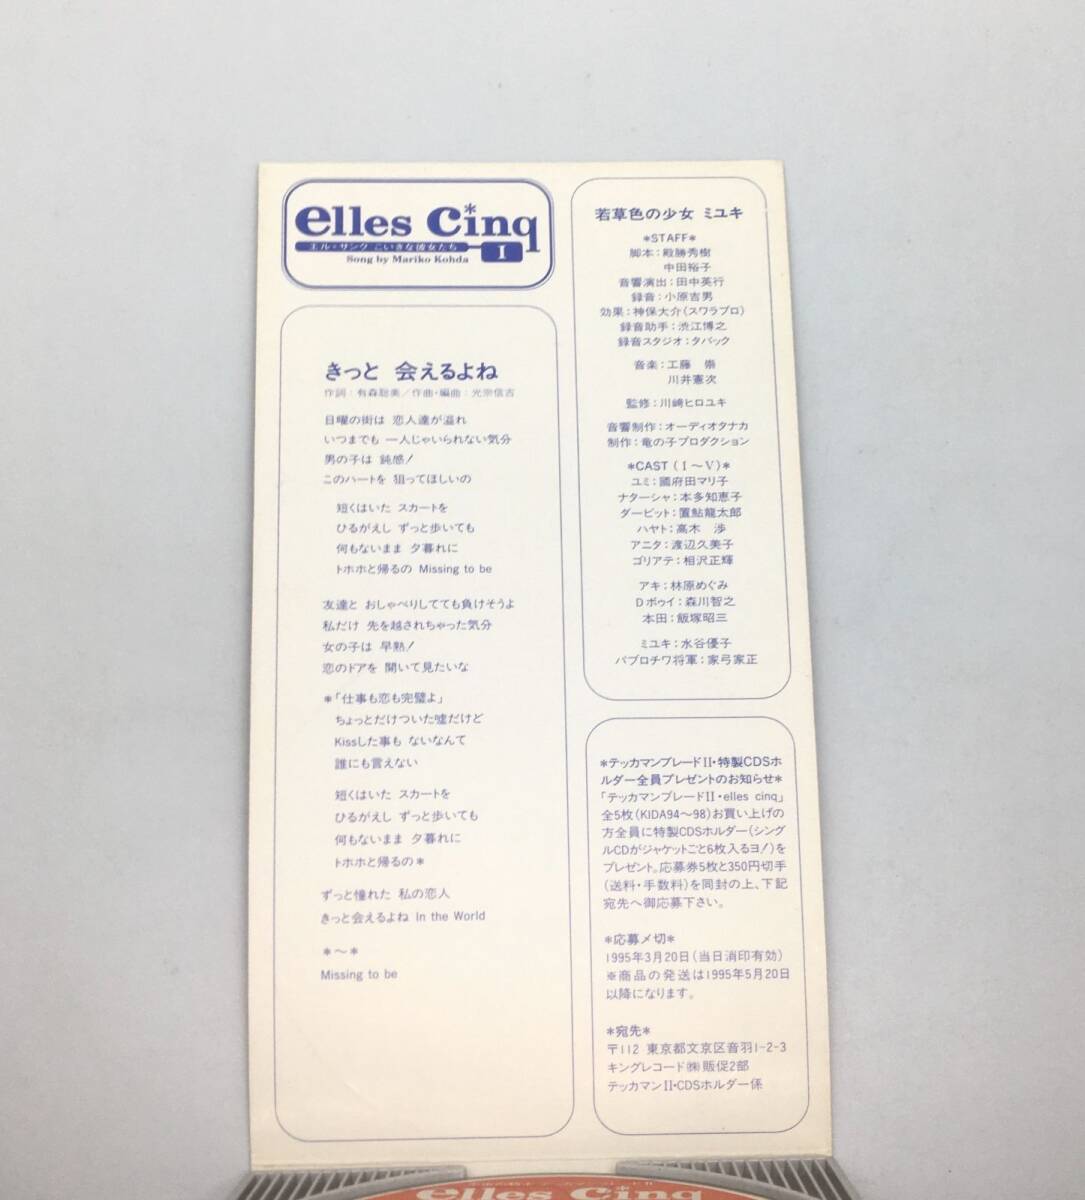 elles cinq
エル・サンク こいきな彼女たち
I
Song by Mariko Kohda
きっと 会えるよね
作詞:有森聡美/作曲・編曲:光宗信吉
日曜の街は 恋人達が溢れ
いつまでも 一人じゃいられない気分
男の子は 鈍感!
このハートを 狙ってほしいの
短くはいた スカートを
ひるがえし ずっと歩いても
何もないまま 夕暮れに
トホホと帰るの Missing to be
友達と おしゃべりしてても負けそうよ
私だけ 先を越されちゃった気分
女の子は 早熟!
恋のドアを 開いて見たいな
*「仕事も恋も完璧よ」
ちょっとだけついた嘘だけど
Kissした事も ないなんて
誰にも言えない
短くはいた スカートを
ひるがえし ずっと歩いても
何もないまま 夕暮れに
トホホと帰るの*
ずっと憧れた 私の恋人
きっと会えるよね In the World
*~*
Missing to be
若草色の少女 ミユキ
*STAFF*
脚本:殿勝秀樹
中田裕子
音響演出:田中英行
録音:小原吉男
効果:神保大介(スワラプロ)
録音助手:渋江博之
録音スタジオ:タバック
音楽:工藤 崇
川井憲次
監修:川崎ヒロユキ
音響制作:オーディオタナカ
制作:竜の子プロダクション
*CAST(I~V)*
ユミ:國府田マリ子
ナターシャ:本多知恵子
ダービット:置鮎龍太郎
ハヤト:高木 渉
アニタ:渡辺久美子
ゴリアテ:相沢正輝
アキ:林原めぐみ
Dボゥイ:森川智之
本田:飯塚昭三
ミユキ:水谷優子
パブロチワ将軍:家弓家正
*テッカマンブレードII・特製CDSホ
ルダー全員プレゼントのお知らせ*
「テッカマンブレードII・elles cinq」
全5枚(KIDA94~98)お買い上げの
方全員に特製CDSホルダー(シング
ルCDがジャケットごと6枚入るヨ!)を
プレゼント。応募券5枚と350円切手
(送料・手数料)を同封の上、下記
宛先へ御応募下さい。
*応募〆切*
1995年3月20日(当日消印有効)
※商品の発送は1995年5月20日
以降になります。
*宛先*
〒112 東京都文京区音羽1-2-3
キングレコード㈱販促2部
テッカマンII・CDSホルダー係
elles cinq